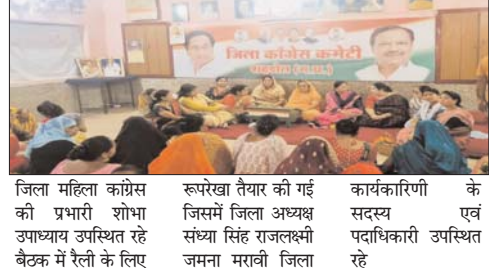 जिला कांग्रेस कमेटी
शहडोल (म.प्र.)
जिला महिला कांग्रेस
की प्रभारी शोभा
उपाध्याय उपस्थित रहे
बैठक में रैली के लिए
रूपरेखा तैयार की गई
जिसमें जिला अध्यक्ष
संध्या सिंह राजलक्ष्मी
जमना मरावी जिला
कार्यकारिणी के
सदस्य एवं
पदाधिकारी उपस्थित
रहे